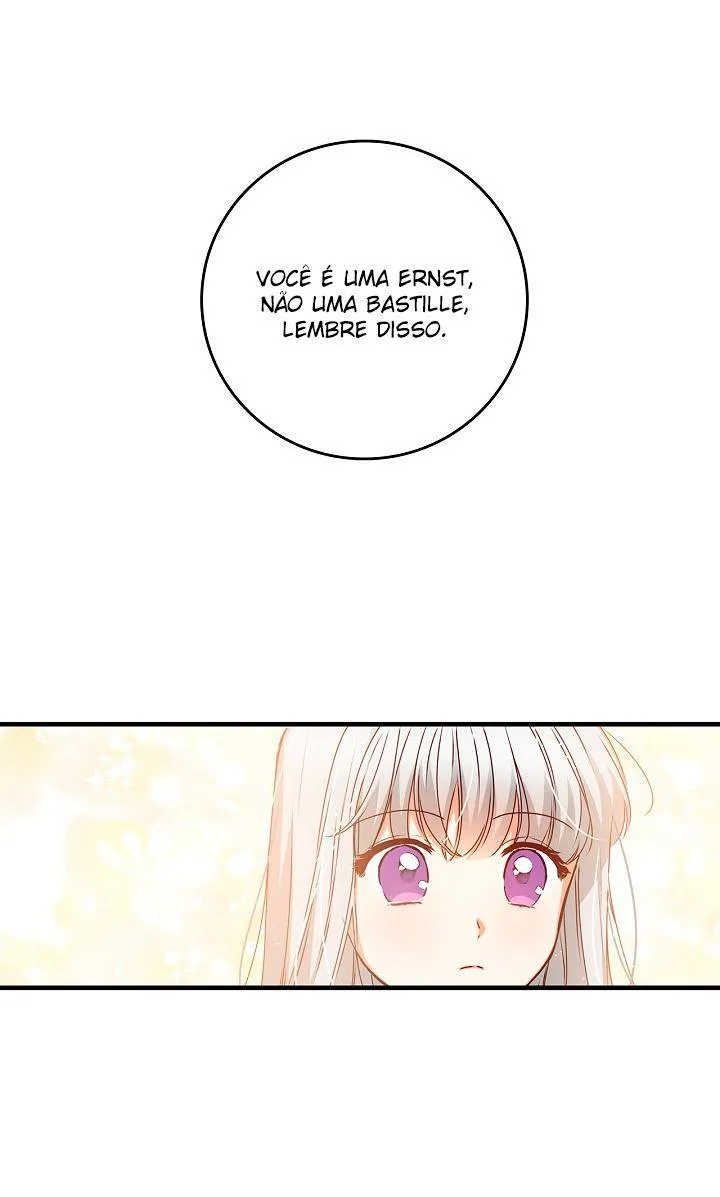 VOCÊ É UMA ERNST,
NÃO UMA BASTILLE,
LEMBRE DISSO.